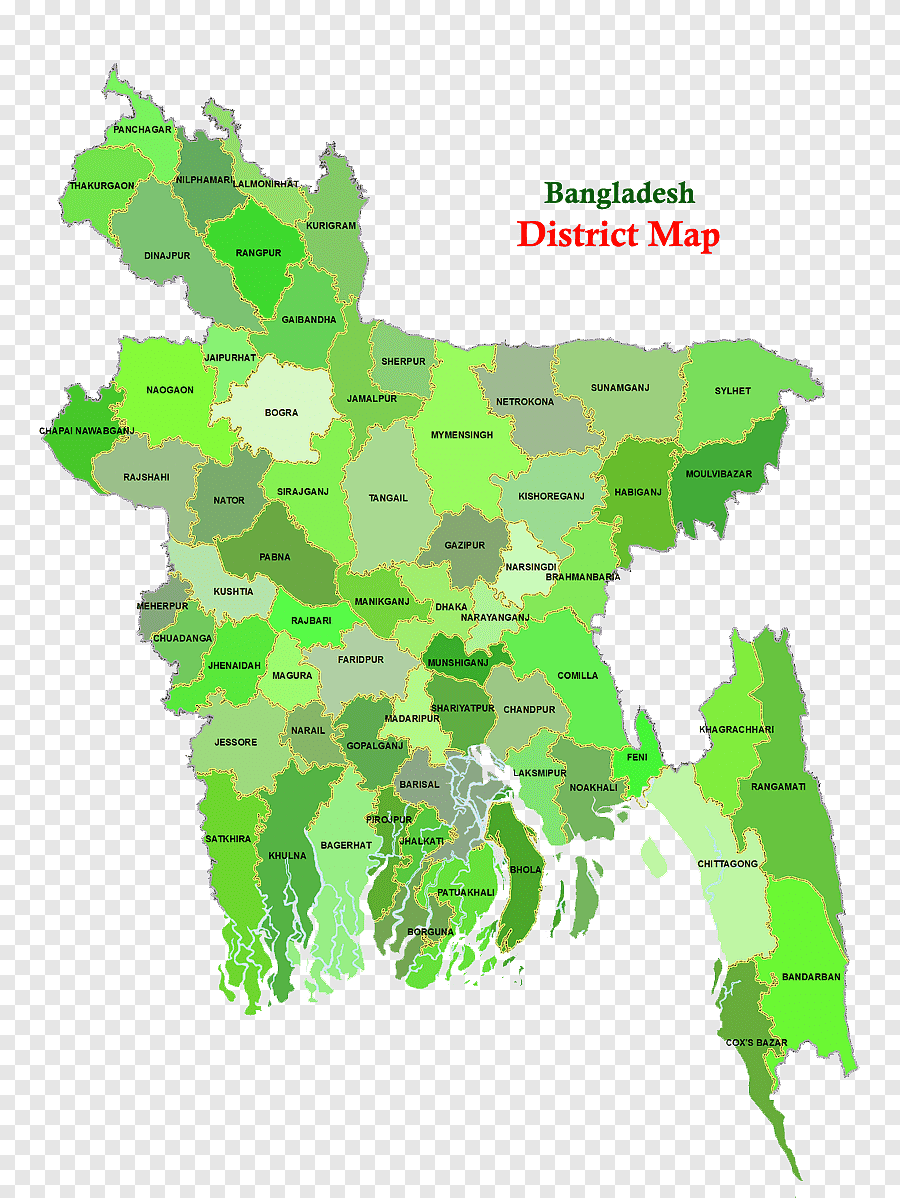 Bangladesh
District Map
PANCHAGAR
THAKURGAON
NILPHAMARI
LALMONIRHAT
KURIGRAM
DINAJPUR
RANGPUR
GAIBANDHA
JAIPURHAT
SHERPUR
NAOGAON
SUNAMGANJ
SYLHET
JAMALPUR
NETROKONA
BOGRA
CHAPAI NAWABGANJ
MYMENSINGH
RAJSHAHI
MOULVIBAZAR
SIRAJGANJ
HABIGANJ
NATOR
TANGAIL
KISHOREGANJ
GAZIPUR
PABNA
NARSINGDI
BRAHMANBARIA
KUSHTIA
MANIKGANJ
MEHERPUR
DHAKA
NARAYANGANJ
RAJBARI
CHUADANGA
FARIDPUR
MUNSHIGANJ
JHENAIDAH
MAGURA
COMILLA
SHARIYATPUR
CHANDPUR
MADARIPUR
NARAIL
KHAGRACHHARI
JESSORE
GOPALGANJ
FENI
LAKSMIPUR
BARISAL
NOAKHALI
RANGAMATI
PIROJPUR
SATKHIRA
JHALKATI
BAGERHAT
KHULNA
CHITTAGONG
BHOLA
PATUAKHALI
BORGUNA
BANDARBAN
COX'S BAZAR